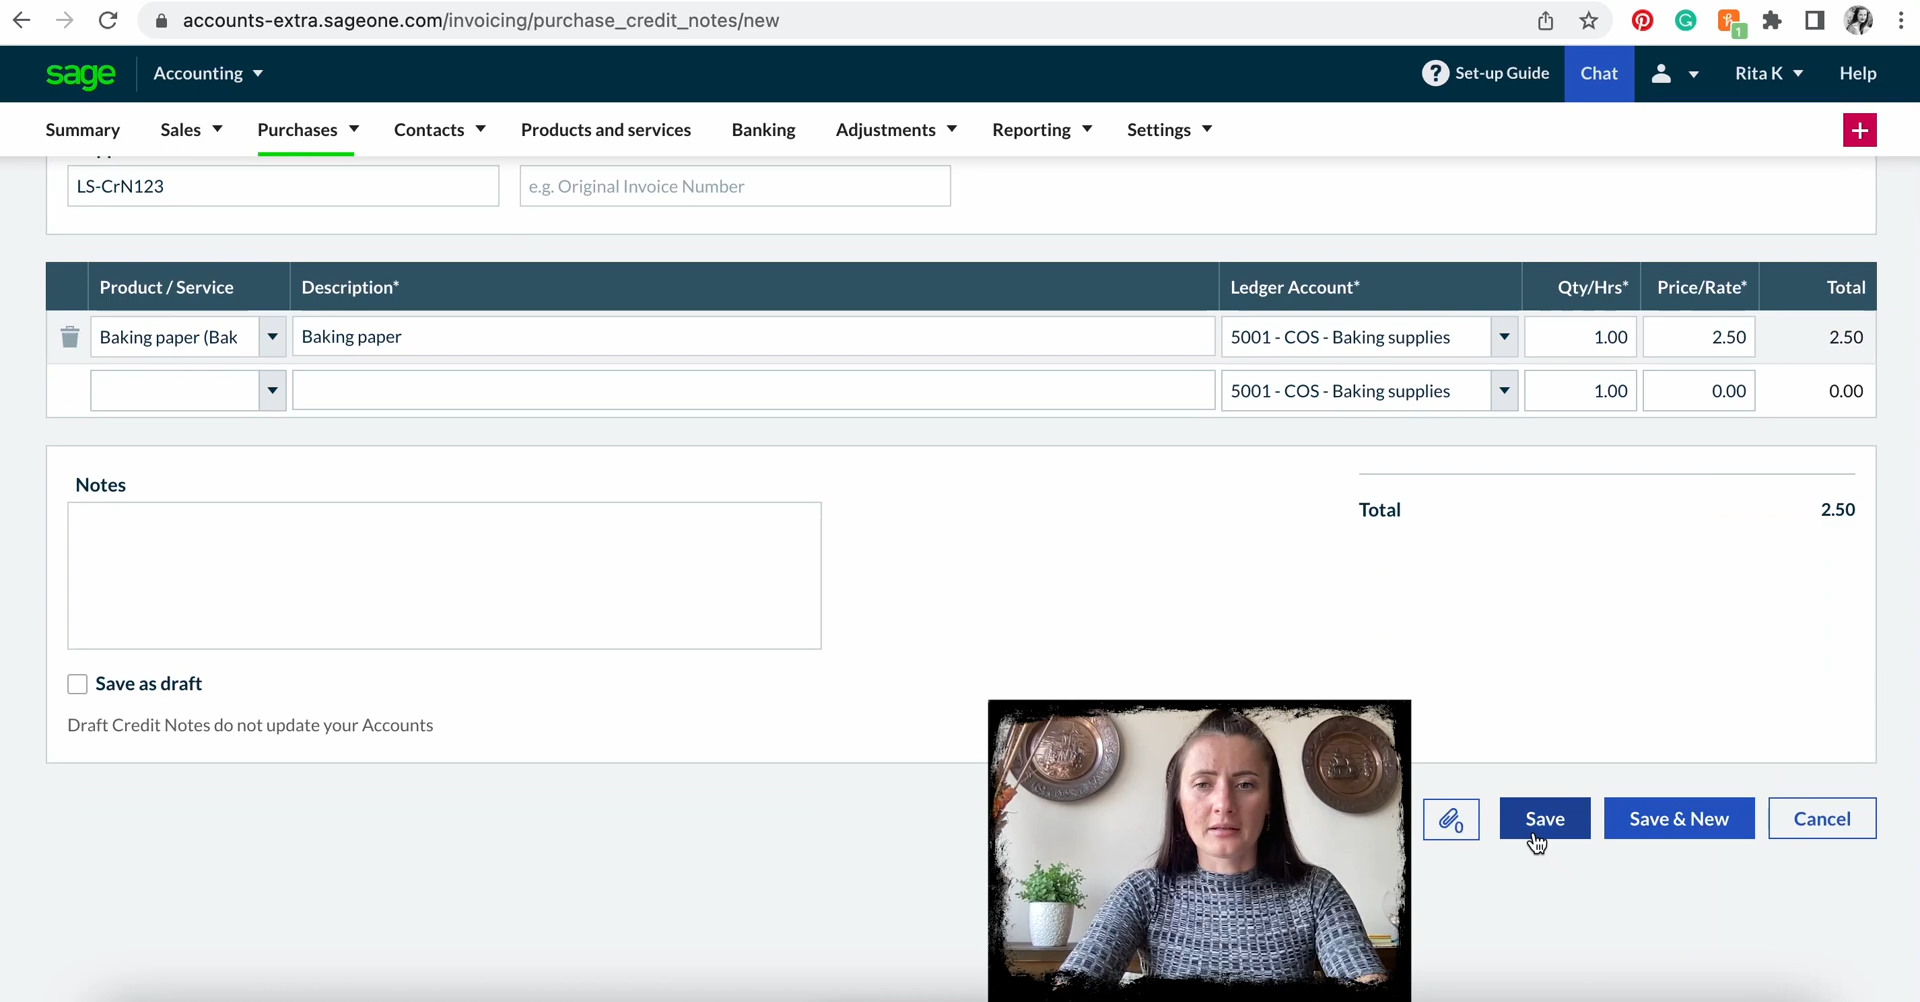 accounts-extra.sageone.com/invoicing/purchase_credit_notes/new
1
sage
Accounting
? Set-up Guide
Chat
Rita K
Help
Summary
Sales
Purchases
Contacts
Products and services
Banking
Adjustments
Reporting
Settings
+
LS-CrN123
e.g. Original Invoice Number
Product / Service
Description*
Ledger Account*
Qty/Hrs*
Price/Rate*
Total
Baking paper (Bak
Baking paper
5001 - COS - Baking supplies
1.00
2.50
2.50
5001 - COS - Baking supplies
1.00
0.00
0.00
Notes
Total
2.50
Save as draft
Draft Credit Notes do not update your Accounts
0
Save
Save & New
Cancel